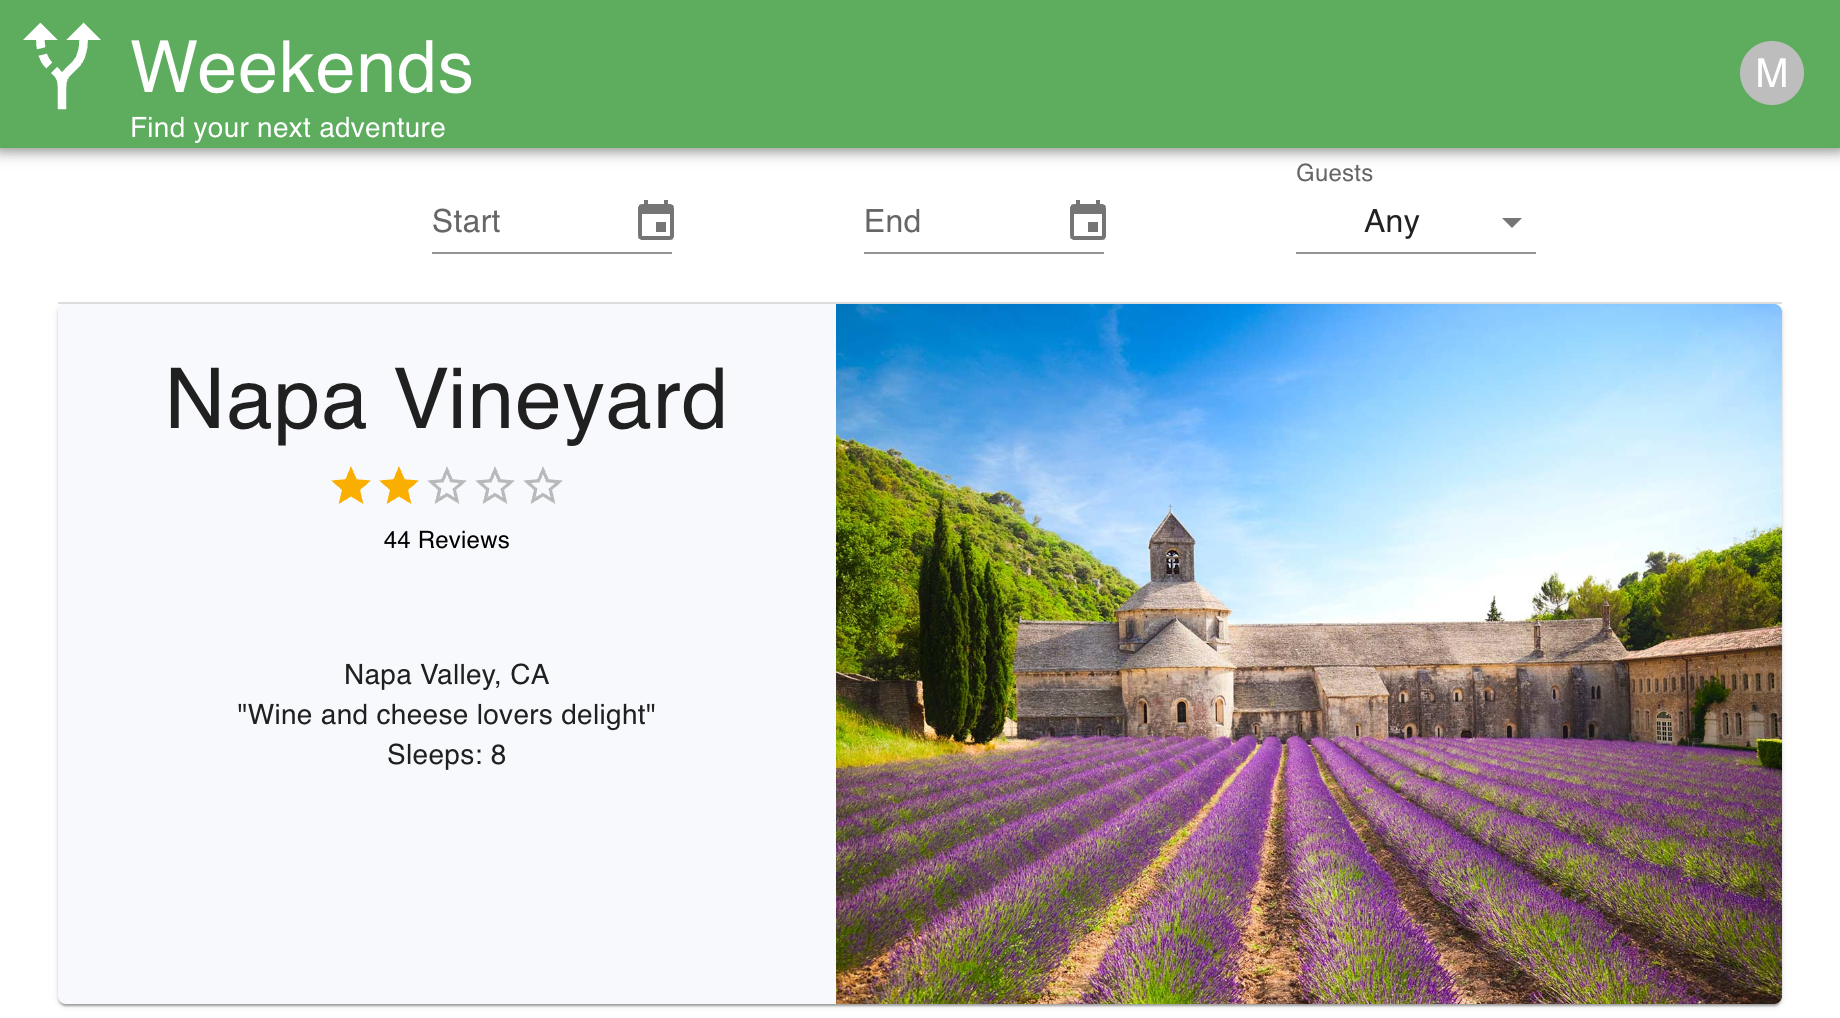 Weekends
Find your next adventure
M
Guests
Start
End
Any
Napa Vineyard
44 Reviews
Napa Valley, CA
"Wine and cheese lovers delight"
Sleeps: 8